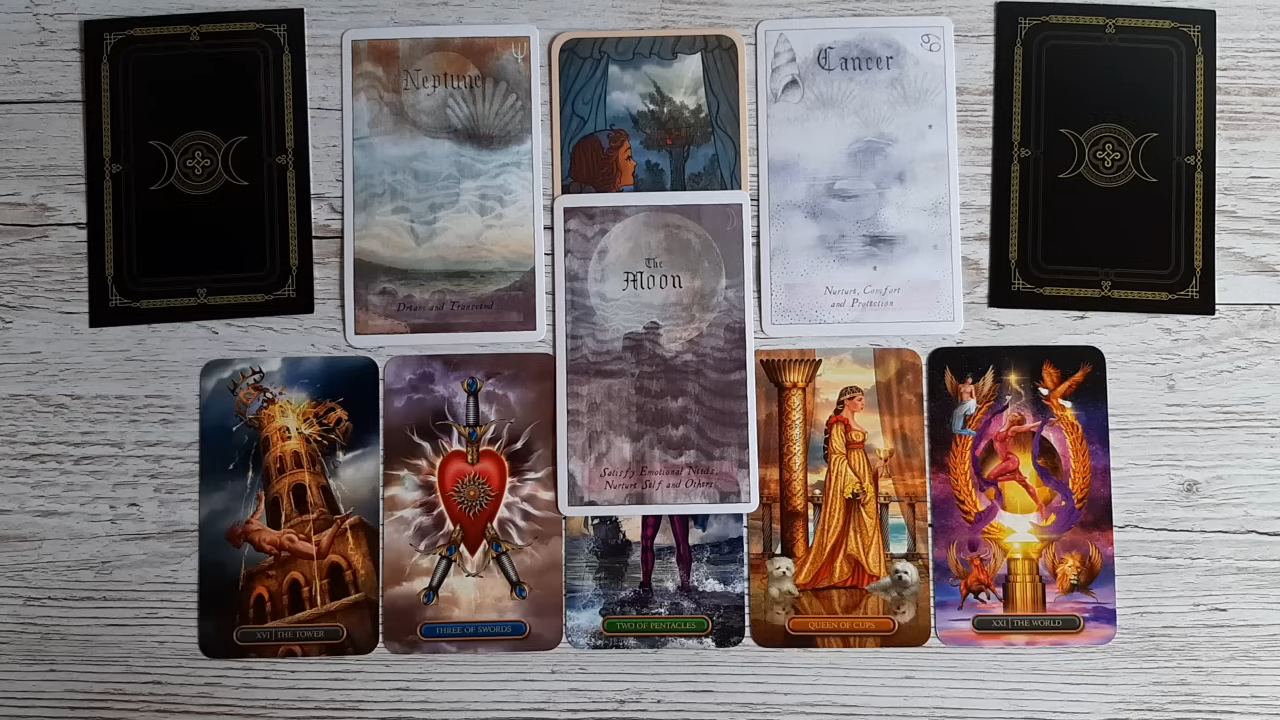 Neptune
Dream and Transcend
Cancer
Nurture, Comfort
and Protection
The
Moon
Satisfy Emotional Needs,
Nurture Self and Others
XVI | THE TOWER
THREE OF SWORDS
TWO OF PENTACLES
QUEEN OF CUPS
XXI | THE WORLD